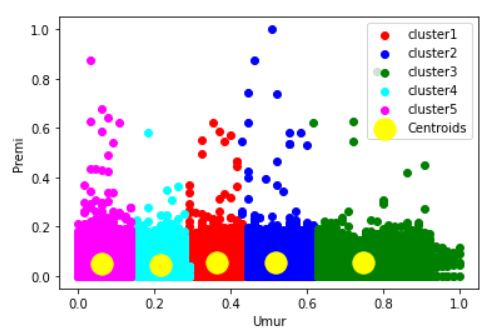 1.0
0.8
0.6
0.4
0.2
0.0
Premi
0.0 0.2 0.4 0.6 0.8 1.0
Umur
cluster1
cluster2
cluster3
cluster4
cluster5
Centroids